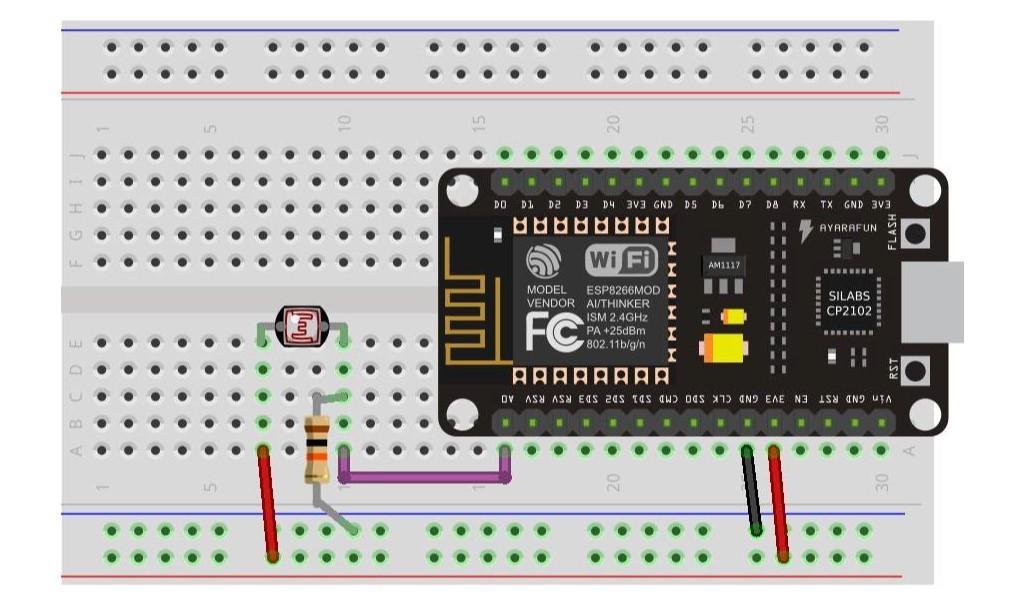 1 5 10 15 20 25 30
J J
I
H
G
F
D0 D1 D2 D3 D4 3V3 GND D5 D6 D7 D8 RX TX GND 3V3
FLASH
AYARAFUN
WiFi
MODEL
VENDOR
ESP8266MOD
AI/THINKER
ISM 2.4GHz
PA +25dBm
802.11b/g/n
FC
AM1117
SILABS
CP2102
RST
E
D
C
B
A A
A0 RSV RSV SD3 SD2 SD1 CMD SD0 CLK GND 3V3 EN RST GND Vin
1 5 20 30